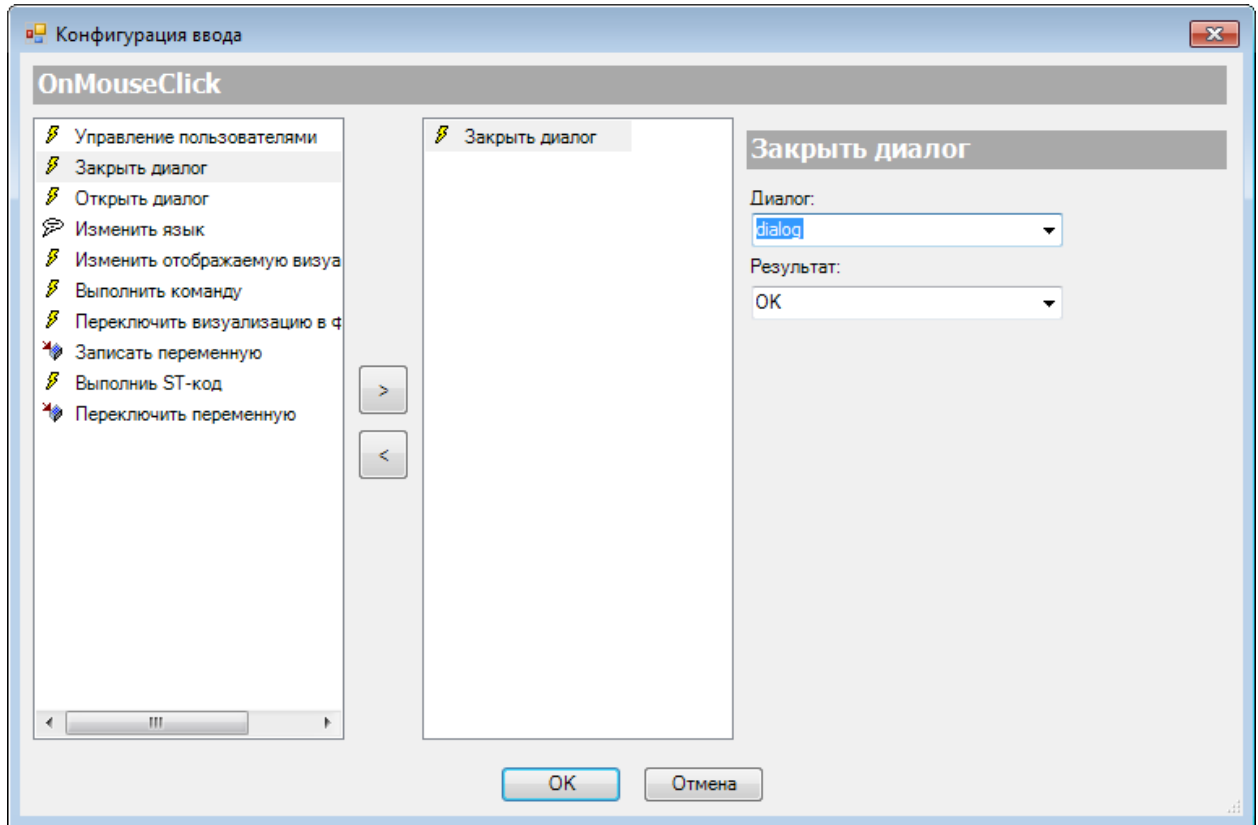 Конфигурация ввода
OnMouseClick
Управление пользователями
Закрыть диалог
Открыть диалог
Изменить язык
Изменить отображаемую визуа
Выполнить команду
Переключить визуализацию в ф
Записать переменную
Выполниь ST-код
Переключить переменную
>
<
Закрыть диалог
Закрыть диалог
Диалог:
dialog
Результат:
OK
OK
Отмена